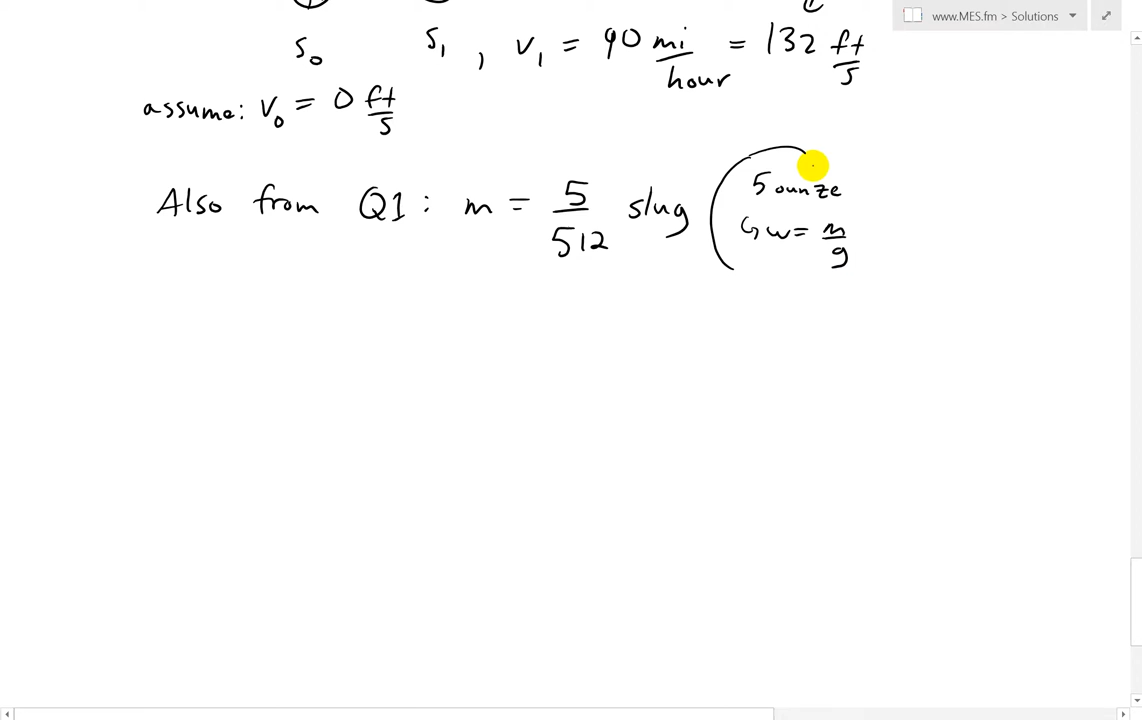 www.MES.fm > Solutions
s₀ s₁ , v₁ = 90 mi/hour = 132 ft/s
assume: v₀ = 0 ft/s
Also from Q1 : m = 5/512 slug
5 ounze
↳ w = m/g